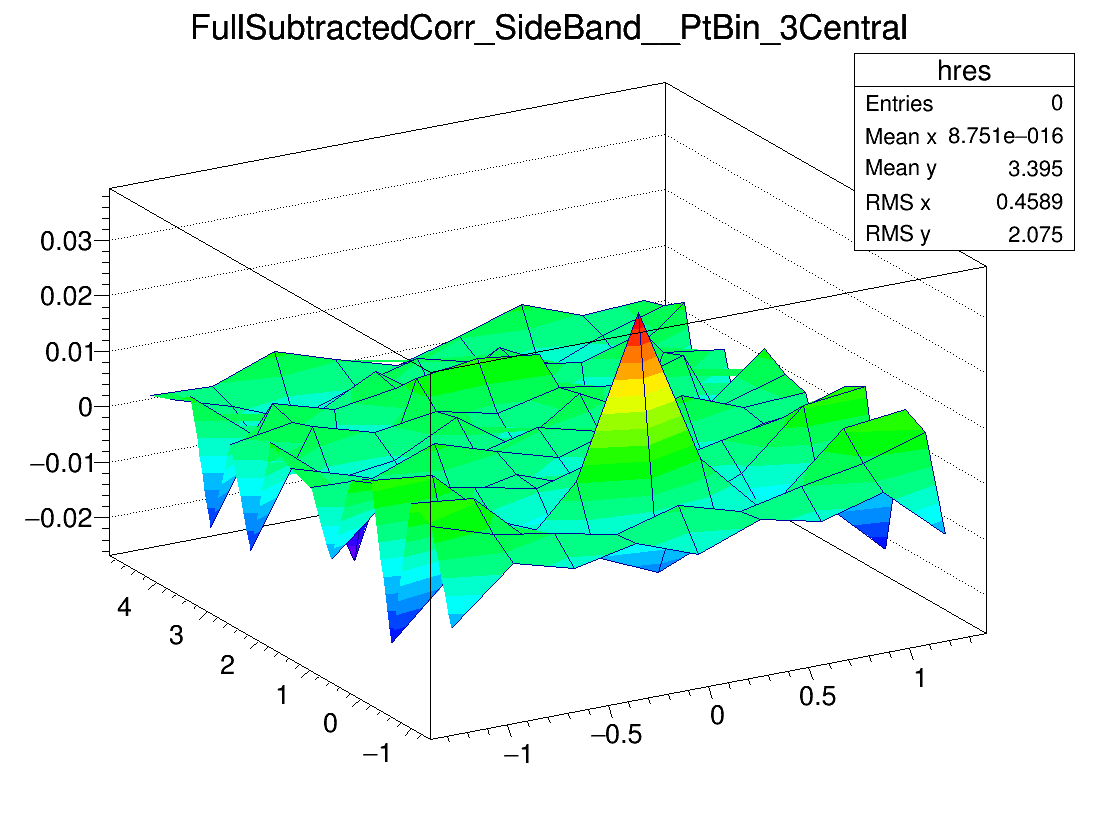 FullSubtractedCorr_SideBand__PtBin_3Central
hres
Entries 0
Mean x 8.751e−016
Mean y 3.395
RMS x 0.4589
RMS y 2.075
0.03
0.02
0.01
0
−0.01
−0.02
4
3
2
1
0
−1
−1
−0.5
0
0.5
1